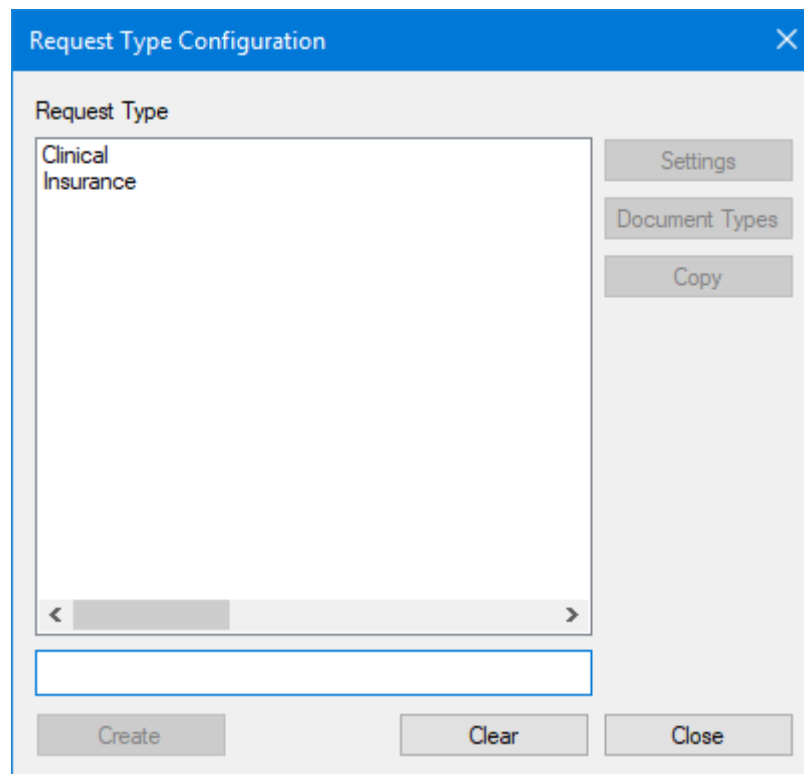 Request Type Configuration
Request Type
Clinical
Insurance
Settings
Document Types
Copy
Create
Clear
Close